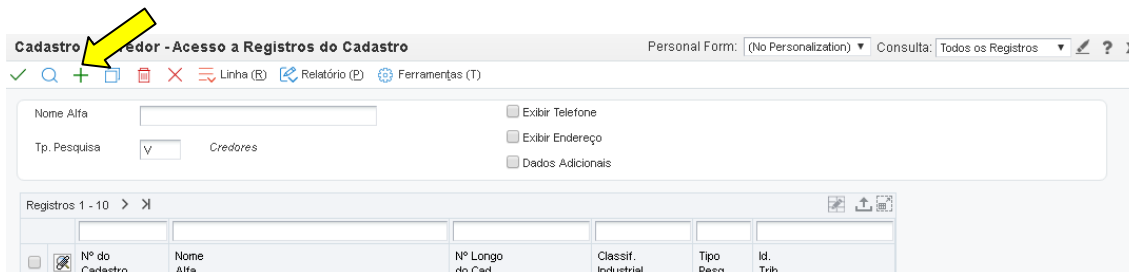 Cadastro edor - Acesso a Registros do Cadastro Personal Form: (No Personalization) Consulta: Todos os Registros ?
Linha (R) Relatório (P) Ferramentas (T)
Nome Alfa Exibir Telefone
Exibir Endereço
Tp. Pesquisa V Credores
Dados Adicionais
Registros 1 - 10
Nº do Nome Nº Longo Classif. Tipo Id.
Cadastro Alfa do Cad. Industrial Pesq. Trib.